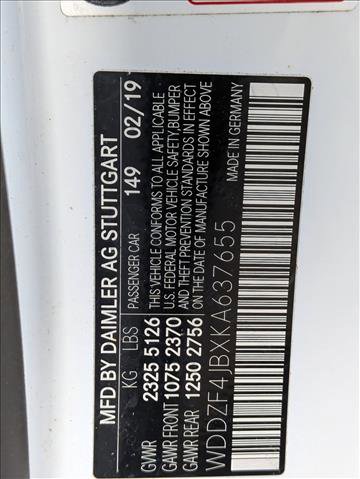 MFD BY DAIMLER AG STUTTGART
MADE IN GERMANY
KG LBS PASSENGER CAR 149 02/19
GVWR 2325 5126 THIS VEHICLE CONFORMS TO ALL APPLICABLE
GAWR FRONT 1075 2370 U.S. FEDERAL MOTOR VEHICLE SAFETY,BUMPER
GAWR REAR 1250 2756 AND THEFT PREVENTION STANDARDS IN EFFECT
ON THE DATE OF MANUFACTURE SHOWN ABOVE
WDDZF4JBXKA637655